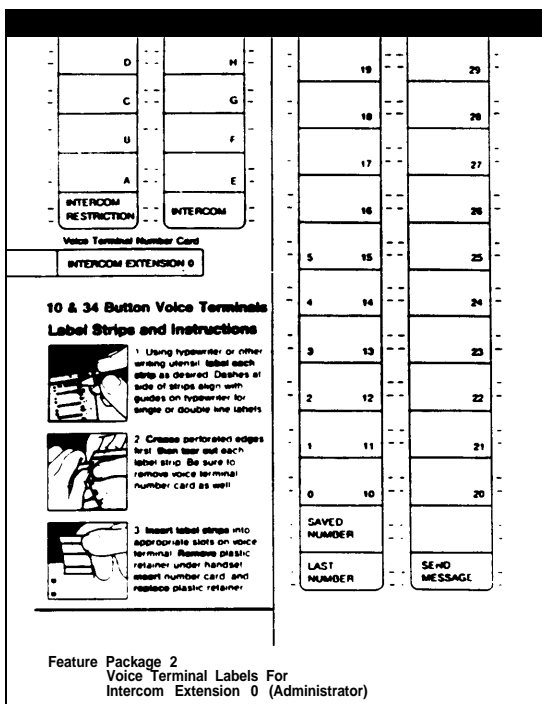 D H
C G
B F
A E
INTERCOM
RESTRICTION
INTERCOM
Voice Terminal Number Card
INTERCOM EXTENSION 0
10 & 34 Button Voice Terminals
Label Strips and Instructions
1 Using typewriter or other
writing utensil label each
strip as desired Dashes at
side of strips align with
guides on typewriter for
single or double line labels
2 Crease perforated edges
first then tear out each
label strip Be sure to
remove voice terminal
number card as well
3 Insert label strips into
appropriate slots on voice
terminal Remove plastic
retainer under handset
insert number card and
replace plastic retainer
19 29
18 28
17 27
16 26
5 15 25
4 14 24
3 13 23
2 12 22
1 11 21
0 10 20
SAVED
NUMBER
LAST
NUMBER
SEND
MESSAGE
Feature Package 2
Voice Terminal Labels For
Intercom Extension 0 (Administrator)